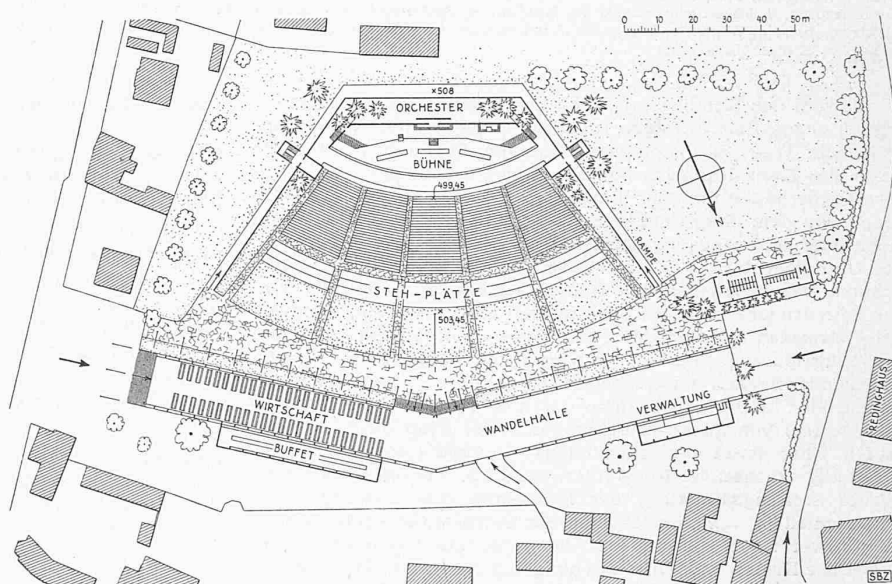 0 10 20 30 40 50 m
×508
ORCHESTER
BÜHNE
499,45
N
RAMPE
F. M.
STEH-PLÄTZE
503,45
REDINGHAUS
WIRTSCHAFT
VERWALTUNG
WANDELHALLE
BUFFET
SBZ